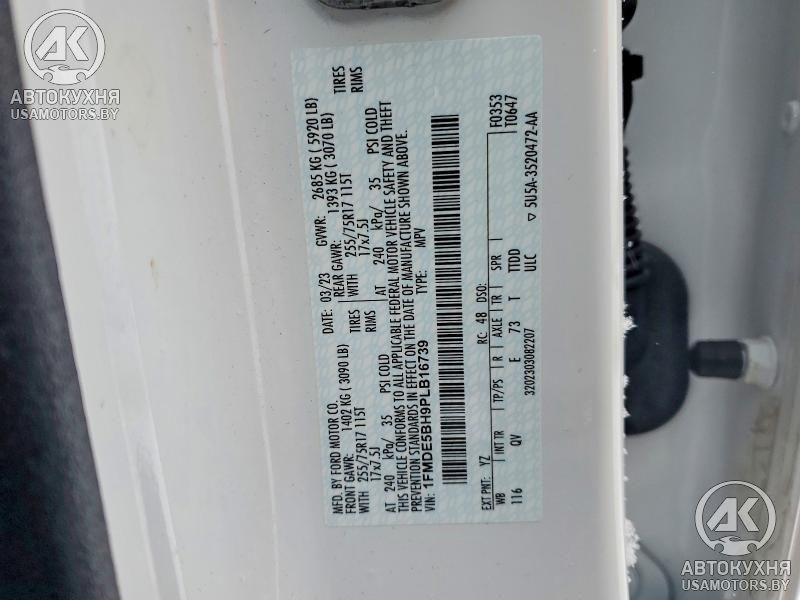 AK
АВТОКУХНЯ
USAMOTORS.BY
MFD. BY FORD MOTOR CO.
DATE: 03/23 GVWR: 2685 KG ( 5920 LB)
FRONT GAWR: 1402 KG ( 3090 LB) REAR GAWR: 1393 KG ( 3070 LB)
WITH 255/75R17 115T TIRES WITH 255/75R17 115T TIRES
17x7.5J RIMS 17x7.5J RIMS
AT 240 kPa/ 35 PSI COLD AT 240 kPa/ 35 PSI COLD
THIS VEHICLE CONFORMS TO ALL APPLICABLE FEDERAL MOTOR VEHICLE SAFETY AND THEFT
PREVENTION STANDARDS IN EFFECT ON THE DATE OF MANUFACTURE SHOWN ABOVE.
VIN: 1FMDE5BH9PLB16739 TYPE: MPV
F0353
T0647
EXT PNT: YZ RC: 48 DSO:
WB INT TR TP/PS R AXLE TR SPR
116 QV E 73 T TTDD
3202303082207 ULC
▽ 5U5A-3520472-AA
AK
АВТОКУХНЯ
USAMOTORS.BY